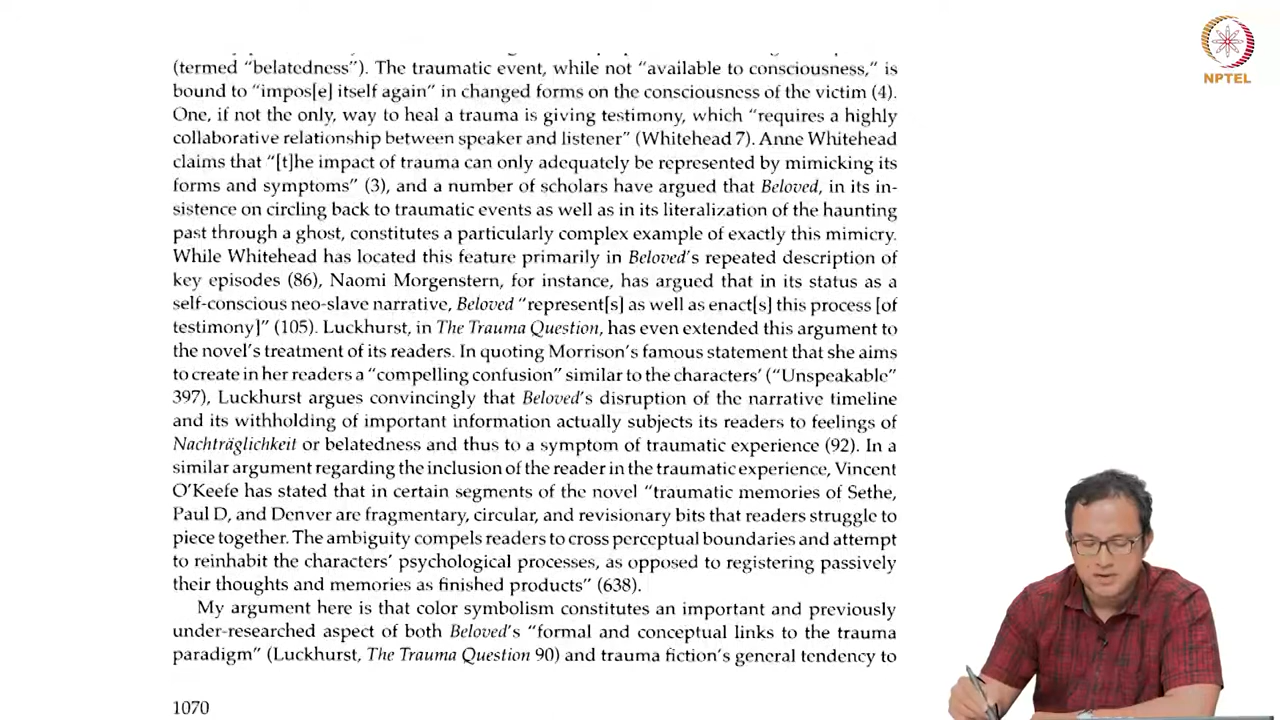 (termed "belatedness"). The traumatic event, while not "available to consciousness," is
bound to "impos[e] itself again" in changed forms on the consciousness of the victim (4).
One, if not the only, way to heal a trauma is giving testimony, which "requires a highly
collaborative relationship between speaker and listener" (Whitehead 7). Anne Whitehead
claims that "[t]he impact of trauma can only adequately be represented by mimicking its
forms and symptoms" (3), and a number of scholars have argued that Beloved, in its in-
sistence on circling back to traumatic events as well as in its literalization of the haunting
past through a ghost, constitutes a particularly complex example of exactly this mimicry.
While Whitehead has located this feature primarily in Beloved's repeated description of
key episodes (86), Naomi Morgenstern, for instance, has argued that in its status as a
self-conscious neo-slave narrative, Beloved "represent[s] as well as enact[s] this process [of
testimony]" (105). Luckhurst, in The Trauma Question, has even extended this argument to
the novel's treatment of its readers. In quoting Morrison's famous statement that she aims
to create in her readers a "compelling confusion" similar to the characters' ("Unspeakable"
397), Luckhurst argues convincingly that Beloved's disruption of the narrative timeline
and its withholding of important information actually subjects its readers to feelings of
Nachträglichkeit or belatedness and thus to a symptom of traumatic experience (92). In a
similar argument regarding the inclusion of the reader in the traumatic experience, Vincent
O'Keefe has stated that in certain segments of the novel "traumatic memories of Sethe,
Paul D, and Denver are fragmentary, circular, and revisionary bits that readers struggle to
piece together. The ambiguity compels readers to cross perceptual boundaries and attempt
to reinhabit the characters' psychological processes, as opposed to registering passively
their thoughts and memories as finished products" (638).
My argument here is that color symbolism constitutes an important and previously
under-researched aspect of both Beloved's "formal and conceptual links to the trauma
paradigm" (Luckhurst, The Trauma Question 90) and trauma fiction's general tendency to
1070
NPTEL